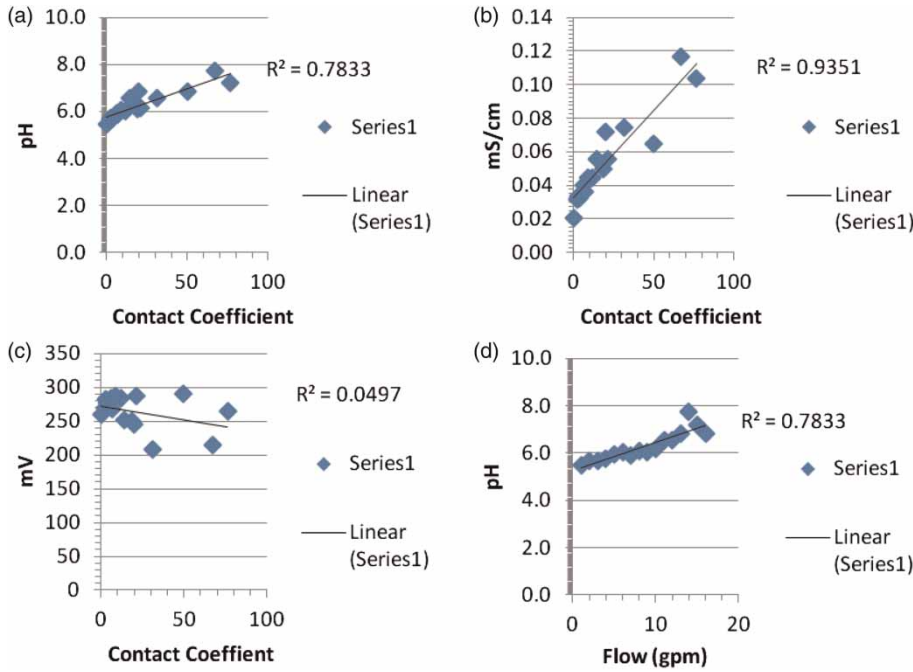 (a)
10.0
8.0
6.0
4.0
2.0
0.0
pH
0 50 100
Contact Coefficient
R² = 0.7833
Series1
Linear
(Series1)
(b)
0.14
0.12
0.10
0.08
0.06
0.04
0.02
0.00
mS/cm
0 50 100
Contact Coefficient
R² = 0.9351
Series1
Linear
(Series1)
(c)
350
300
250
200
150
100
50
0
mV
0 50 100
Contact Coefficient
R² = 0.0497
Series1
Linear
(Series1)
(d)
10.0
8.0
6.0
4.0
2.0
0.0
pH
0 10 20
Flow (gpm)
R² = 0.7833
Series1
Linear
(Series1)